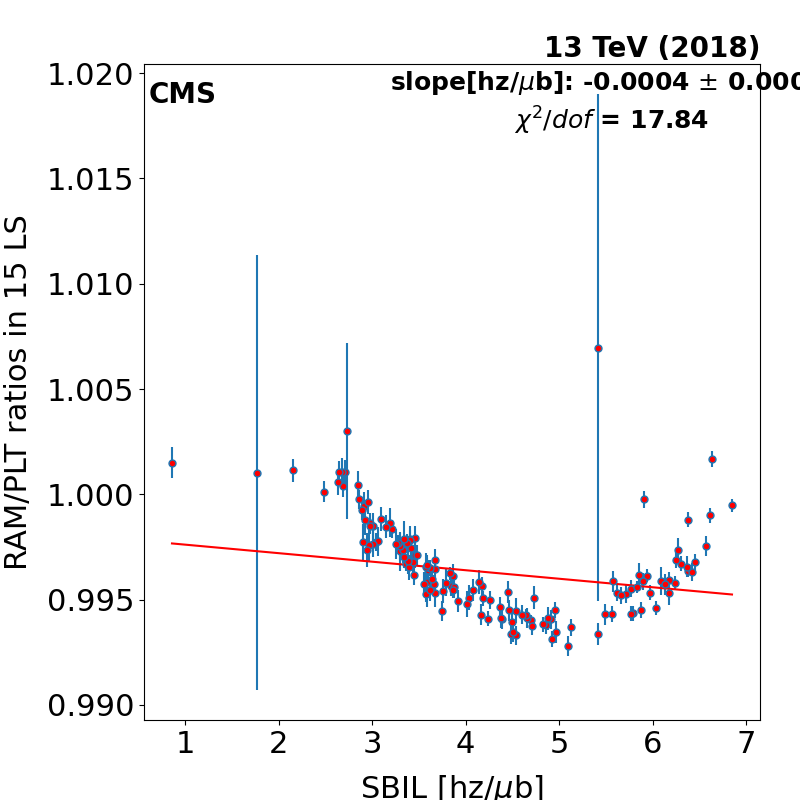 13 TeV (2018)
CMS
slope[hz/μb]: -0.0004 ± 0.000
χ²/dof = 17.84
RAM/PLT ratios in 15 LS
1.020
1.015
1.010
1.005
1.000
0.995
0.990
1 2 3 4 5 6 7
SBIL [hz/μb]